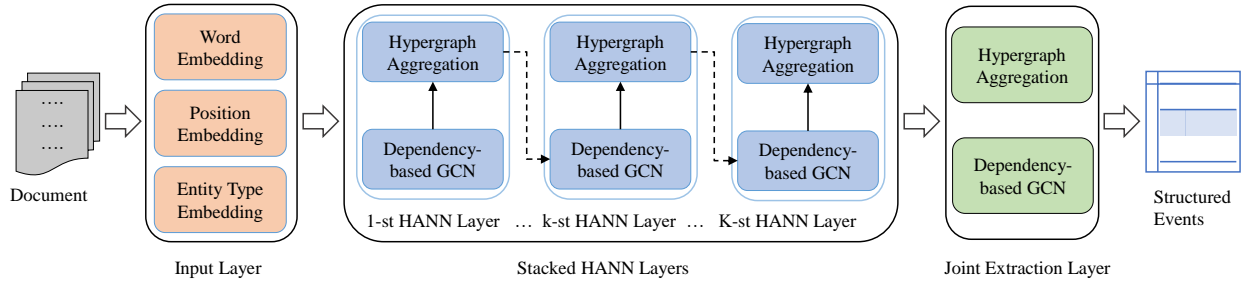 ....
....
....
Document
Word
Embedding
Position
Embedding
Entity Type
Embedding
Input Layer
Hypergraph
Aggregation
Dependency-
based GCN
1-st HANN Layer
...
Hypergraph
Aggregation
Dependency-
based GCN
k-st HANN Layer
...
Hypergraph
Aggregation
Dependency-
based GCN
K-st HANN Layer
Stacked HANN Layers
Hypergraph
Aggregation
Dependency-
based GCN
Joint Extraction Layer
Structured
Events